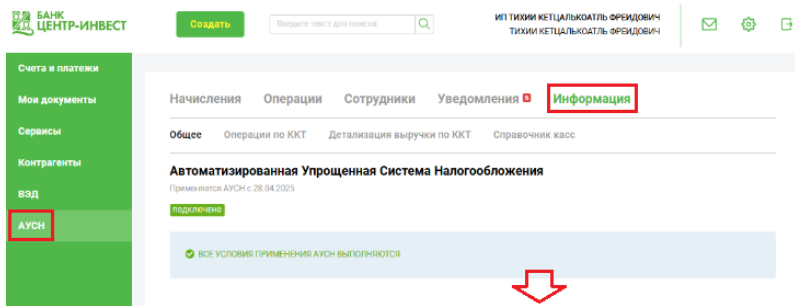 БАНК
ЦЕНТР-ИНВЕСТ
Создать
Введите текст для поиска
ИП ТИХИИ КЕТЦАЛЬКОАТЛЬ ФРЕИДОВИЧ
ТИХИИ КЕТЦАЛЬКОАТЛЬ ФРЕИДОВИЧ
Счета и платежи
Мои документы
Сервисы
Контрагенты
ВЭД
АУСН
Начисления Операции Сотрудники Уведомления 5 Информация
Общее Операции по ККТ Детализация выручки по ККТ Справочник касс
Автоматизированная Упрощенная Система Налогообложения
Применяется АУСН с 28.04.2025
ПОДКЛЮЧЕНО
ВСЕ УСЛОВИЯ ПРИМЕНЕНИЯ АУСН ВЫПОЛНЯЮТСЯ